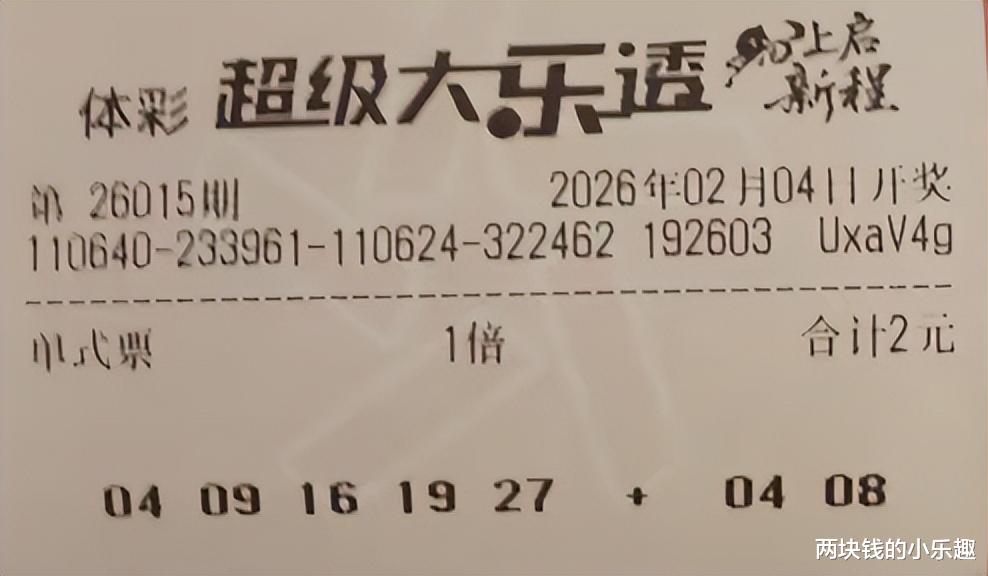 体彩 超级大乐透 马上启新程
第 26015期 2026年02月04日开奖
110640-233961-110624-322462 192603 UxaV4g
单式票 1倍 合计2元
04 09 16 19 27 + 04 08
两块钱的小乐趣